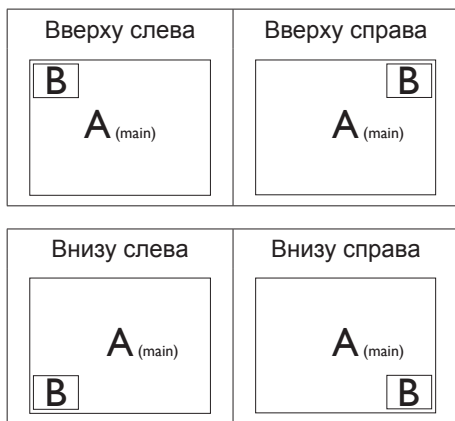 Вверху слева Вверху справа
B B
A (main) A (main)
Внизу слева Внизу справа
A (main) A (main)
B B